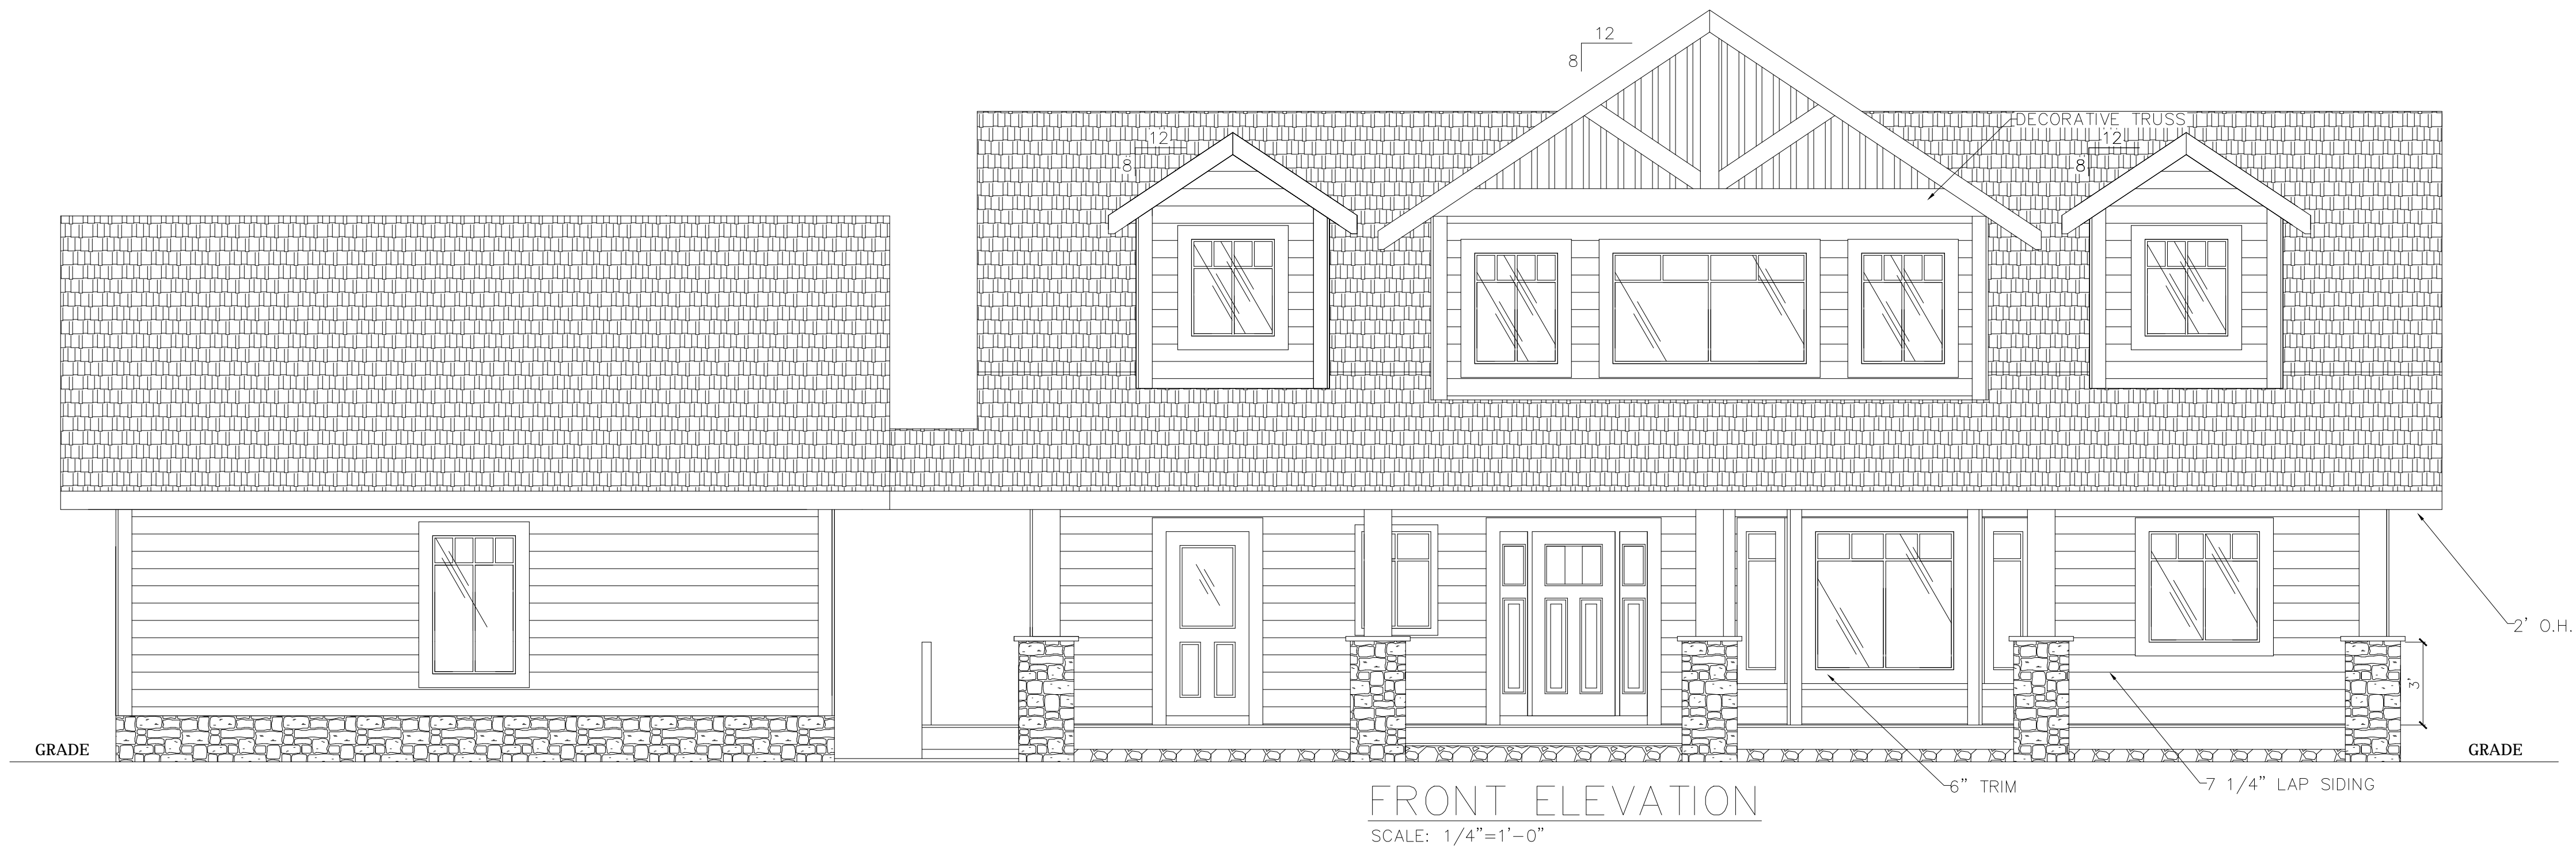 12
8
DECORATIVE TRUSS
12
8
12
8
2' O.H.
3'
GRADE
GRADE
6" TRIM
7 1/4" LAP SIDING
FRONT ELEVATION
SCALE: 1/4"=1'-0"